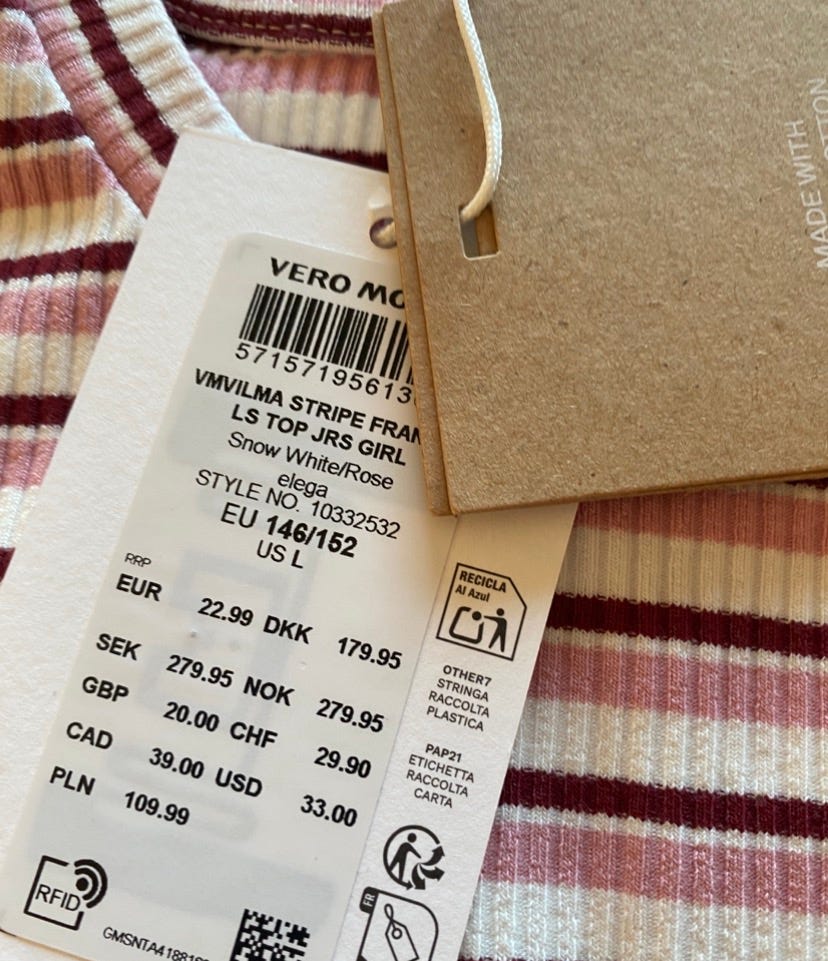 MADE WITH
VERO
VMVILMA STRIPE
LS TOP JRS GIRL
Snow White/Rose
elega
STYLE NO. 10332532
EU 146/152
US L
RRP
EUR 22.99 DKK 179.95
SEK 279.95 NOK 279.95
GBP 20.00 CHF 29.90
CAD 39.00 USD 33.00
PLN 109.99
RFID
RECICLA
Al Azul
OTHER7
STRINGA
RACCOLTA
PLASTICA
PAP21
ETICHETTA
RACCOLTA
CARTA
FR